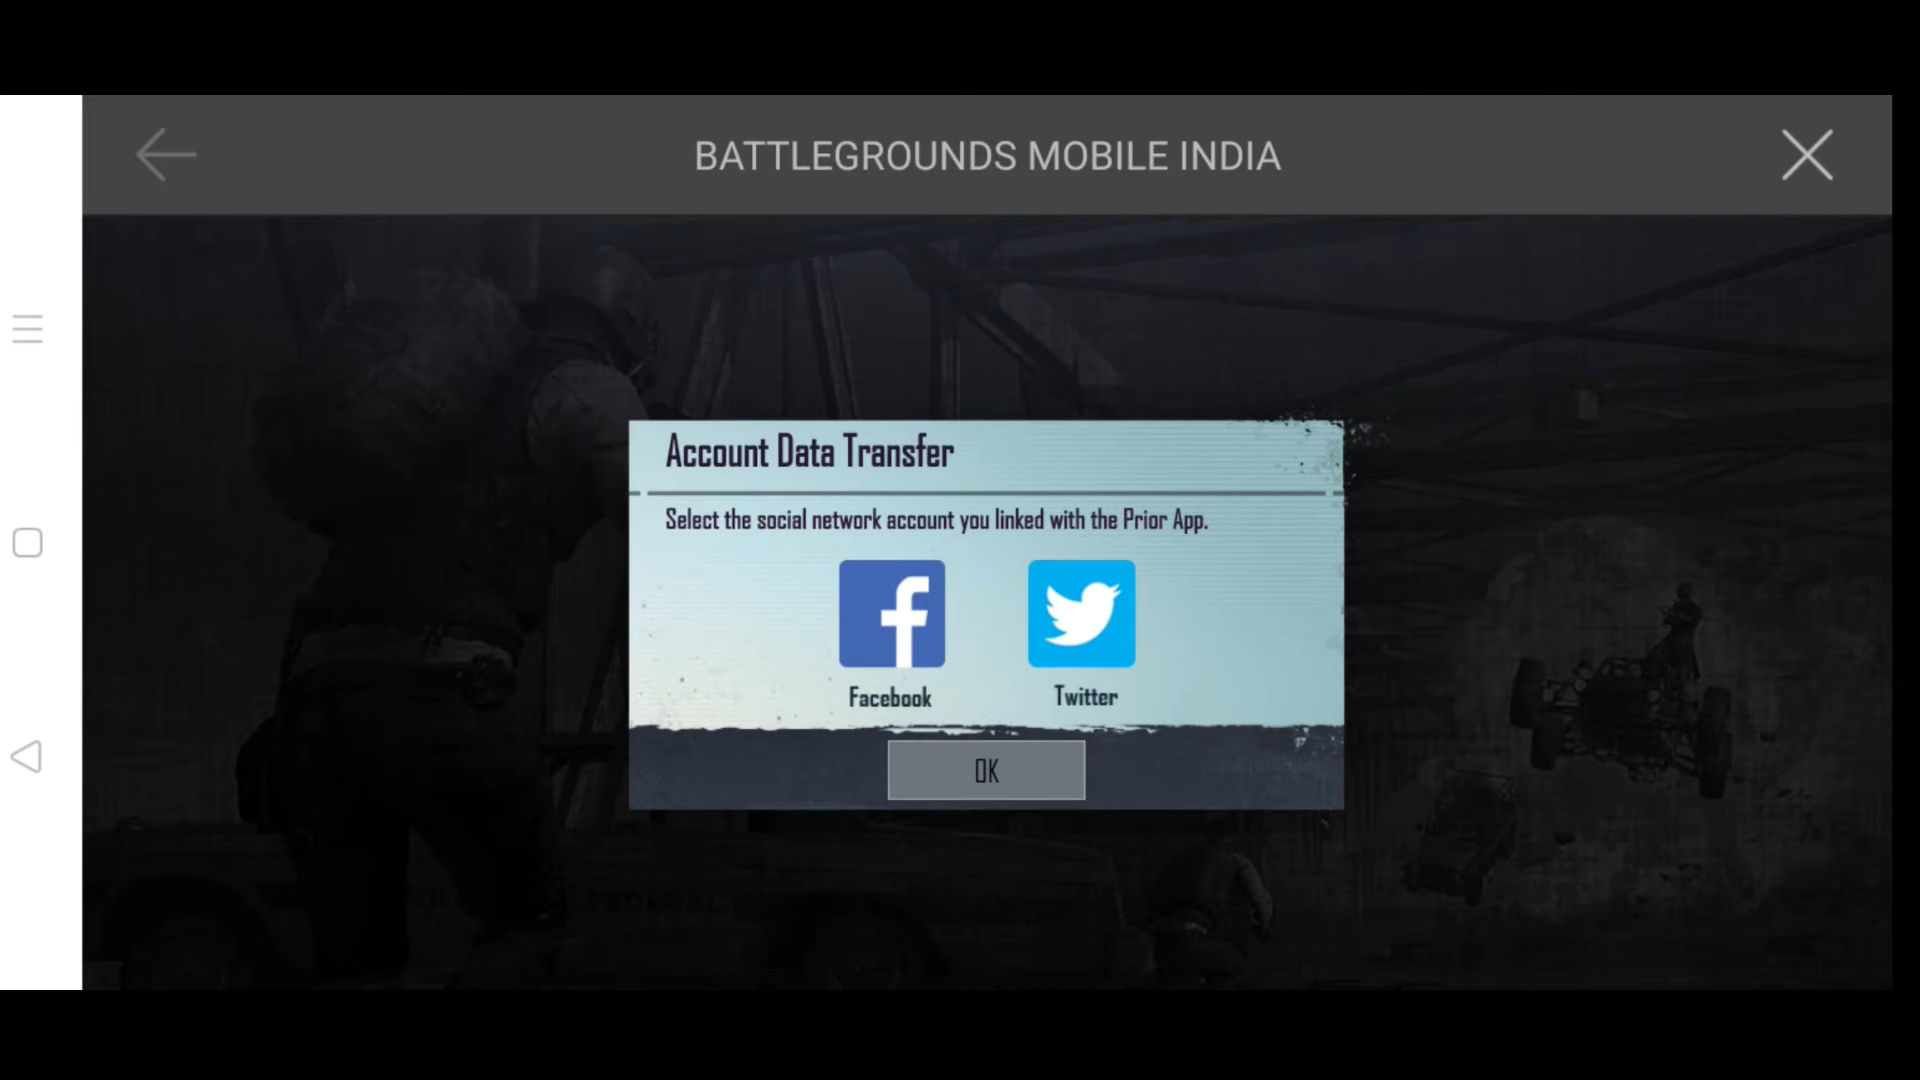 BATTLEGROUNDS MOBILE INDIA
Account Data Transfer
Select the social network account you linked with the Prior App.
Facebook
Twitter
OK